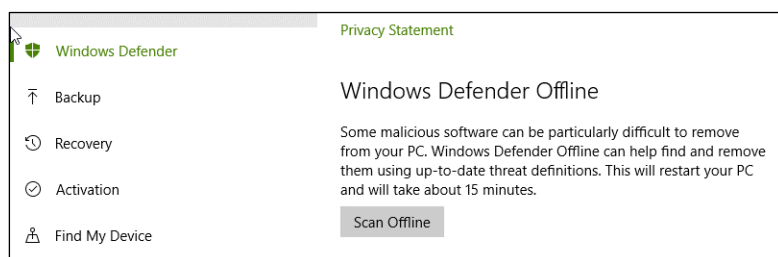 Windows Defender
Backup
Recovery
Activation
Find My Device
Privacy Statement
Windows Defender Offline
Some malicious software can be particularly difficult to remove
from your PC. Windows Defender Offline can help find and remove
them using up-to-date threat definitions. This will restart your PC
and will take about 15 minutes.
Scan Offline